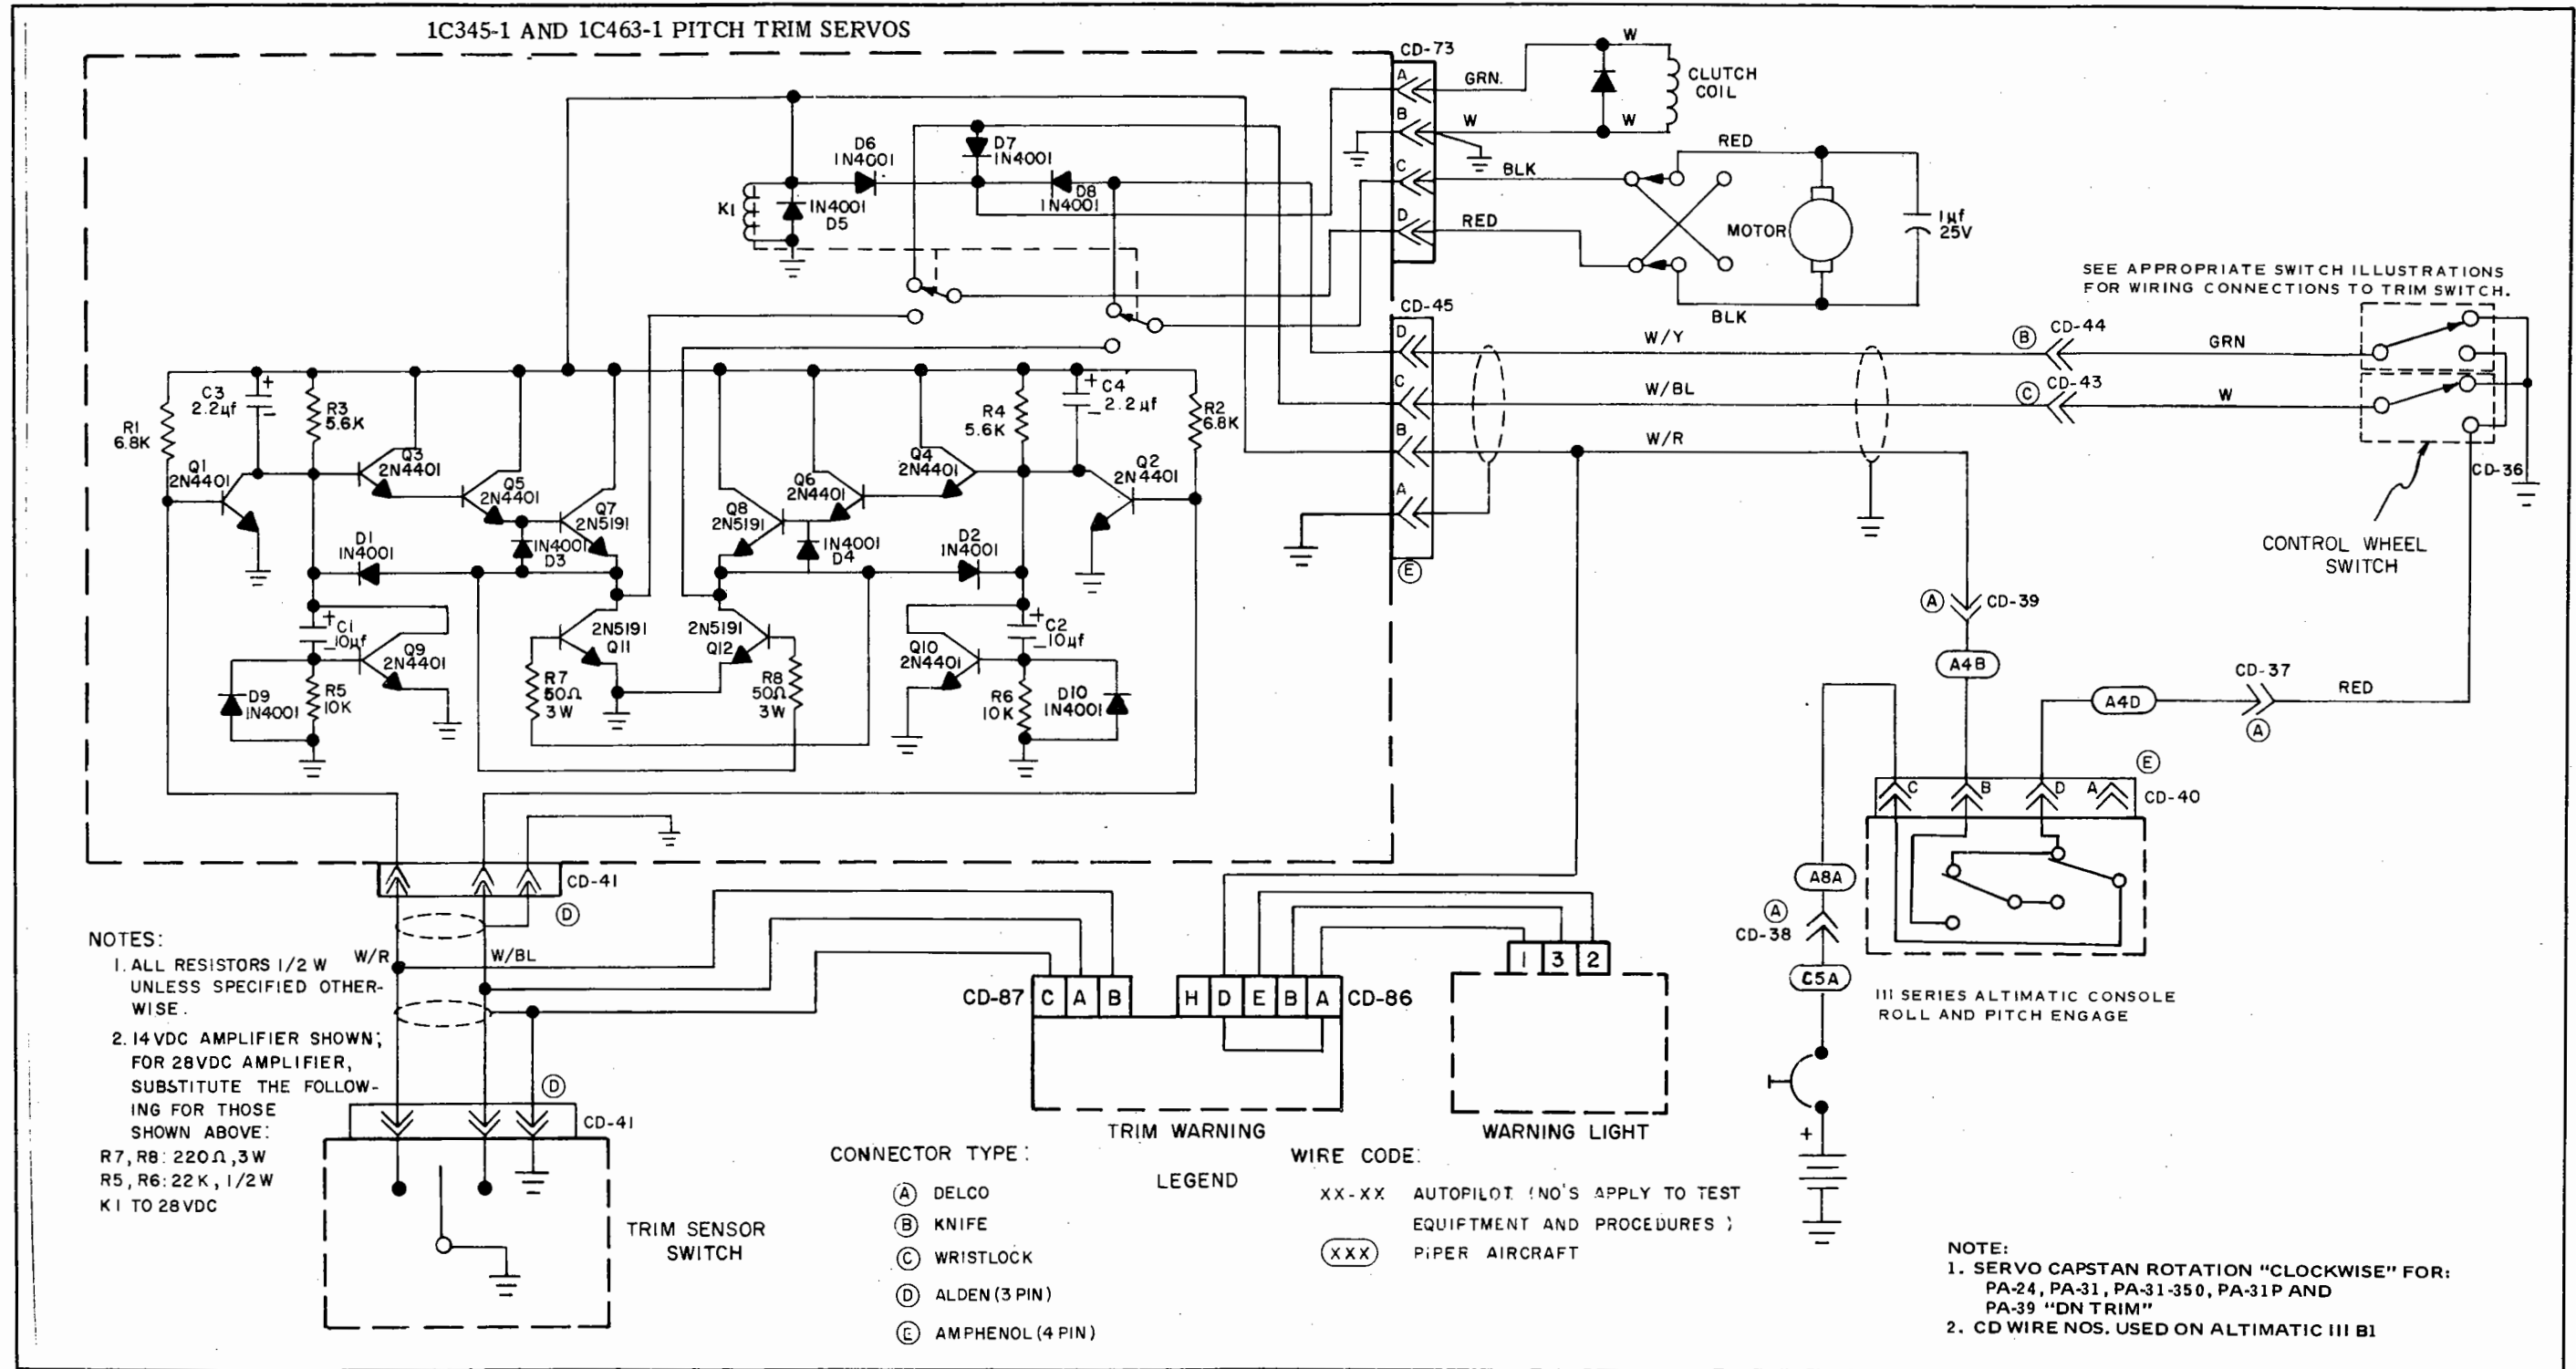 1C345-1 AND 1C463-1 PITCH TRIM SERVOS
CD-73
A
GRN.
W
CLUTCH
COIL
B
W
W
C
BLK
RED
D
RED
MOTOR
1µf
25V
BLK
D6
1N4001
D7
1N4001
K1
1N4001
D5
D8
1N4001
SEE APPROPRIATE SWITCH ILLUSTRATIONS
FOR WIRING CONNECTIONS TO TRIM SWITCH.
CD-45
D
W/Y
B
CD-44
GRN
C
W/BL
C
CD-43
W
B
W/R
A
E
CD-36
CONTROL WHEEL
SWITCH
R1
6.8K
C3
2.2µf
+
-
R3
5.6K
Q1
2N4401
Q3
2N4401
Q5
2N4401
Q7
2N5191
Q8
2N5191
Q6
2N4401
Q4
2N4401
R4
5.6K
+
C4
- 2.2µf
Q2
2N4401
R2
6.8K
D1
1N4001
1N4001
D3
1N4001
D4
D2
1N4001
+
C1
-10µf
Q9
2N4401
D9
1N4001
R5
10K
2N5191
Q11
2N5191
Q12
R7
50Ω
3W
R8
50Ω
3W
Q10
2N4401
+
C2
-10µf
R6
10K
D10
1N4001
A
CD-39
A4B
A4D
CD-37
RED
A
E
C
B
D
A
CD-40
A8A
A
CD-38
C5A
III SERIES ALTIMATIC CONSOLE
ROLL AND PITCH ENGAGE
+
CD-41
D
W/R
W/BL
D
CD-41
TRIM SENSOR
SWITCH
CD-87
C
A
B
H
D
E
B
A
CD-86
TRIM WARNING
1
3
2
WARNING LIGHT
NOTES:
1. ALL RESISTORS 1/2 W
UNLESS SPECIFIED OTHER-
WISE.
2. 14VDC AMPLIFIER SHOWN;
FOR 28VDC AMPLIFIER,
SUBSTITUTE THE FOLLOW-
ING FOR THOSE
SHOWN ABOVE:
R7, R8: 220Ω, 3W
R5, R6: 22K, 1/2W
K1 TO 28VDC
LEGEND
CONNECTOR TYPE:
A DELCO
B KNIFE
C WRISTLOCK
D ALDEN (3 PIN)
E AMPHENOL (4 PIN)
WIRE CODE:
XX-XX AUTOPILOT (NO'S APPLY TO TEST
EQUIFTMENT AND PROCEDURES )
XXX PIPER AIRCRAFT
NOTE:
1. SERVO CAPSTAN ROTATION "CLOCKWISE" FOR:
PA-24, PA-31, PA-31-350, PA-31P AND
PA-39 "DN TRIM"
2. CD WIRE NOS. USED ON ALTIMATIC III B1